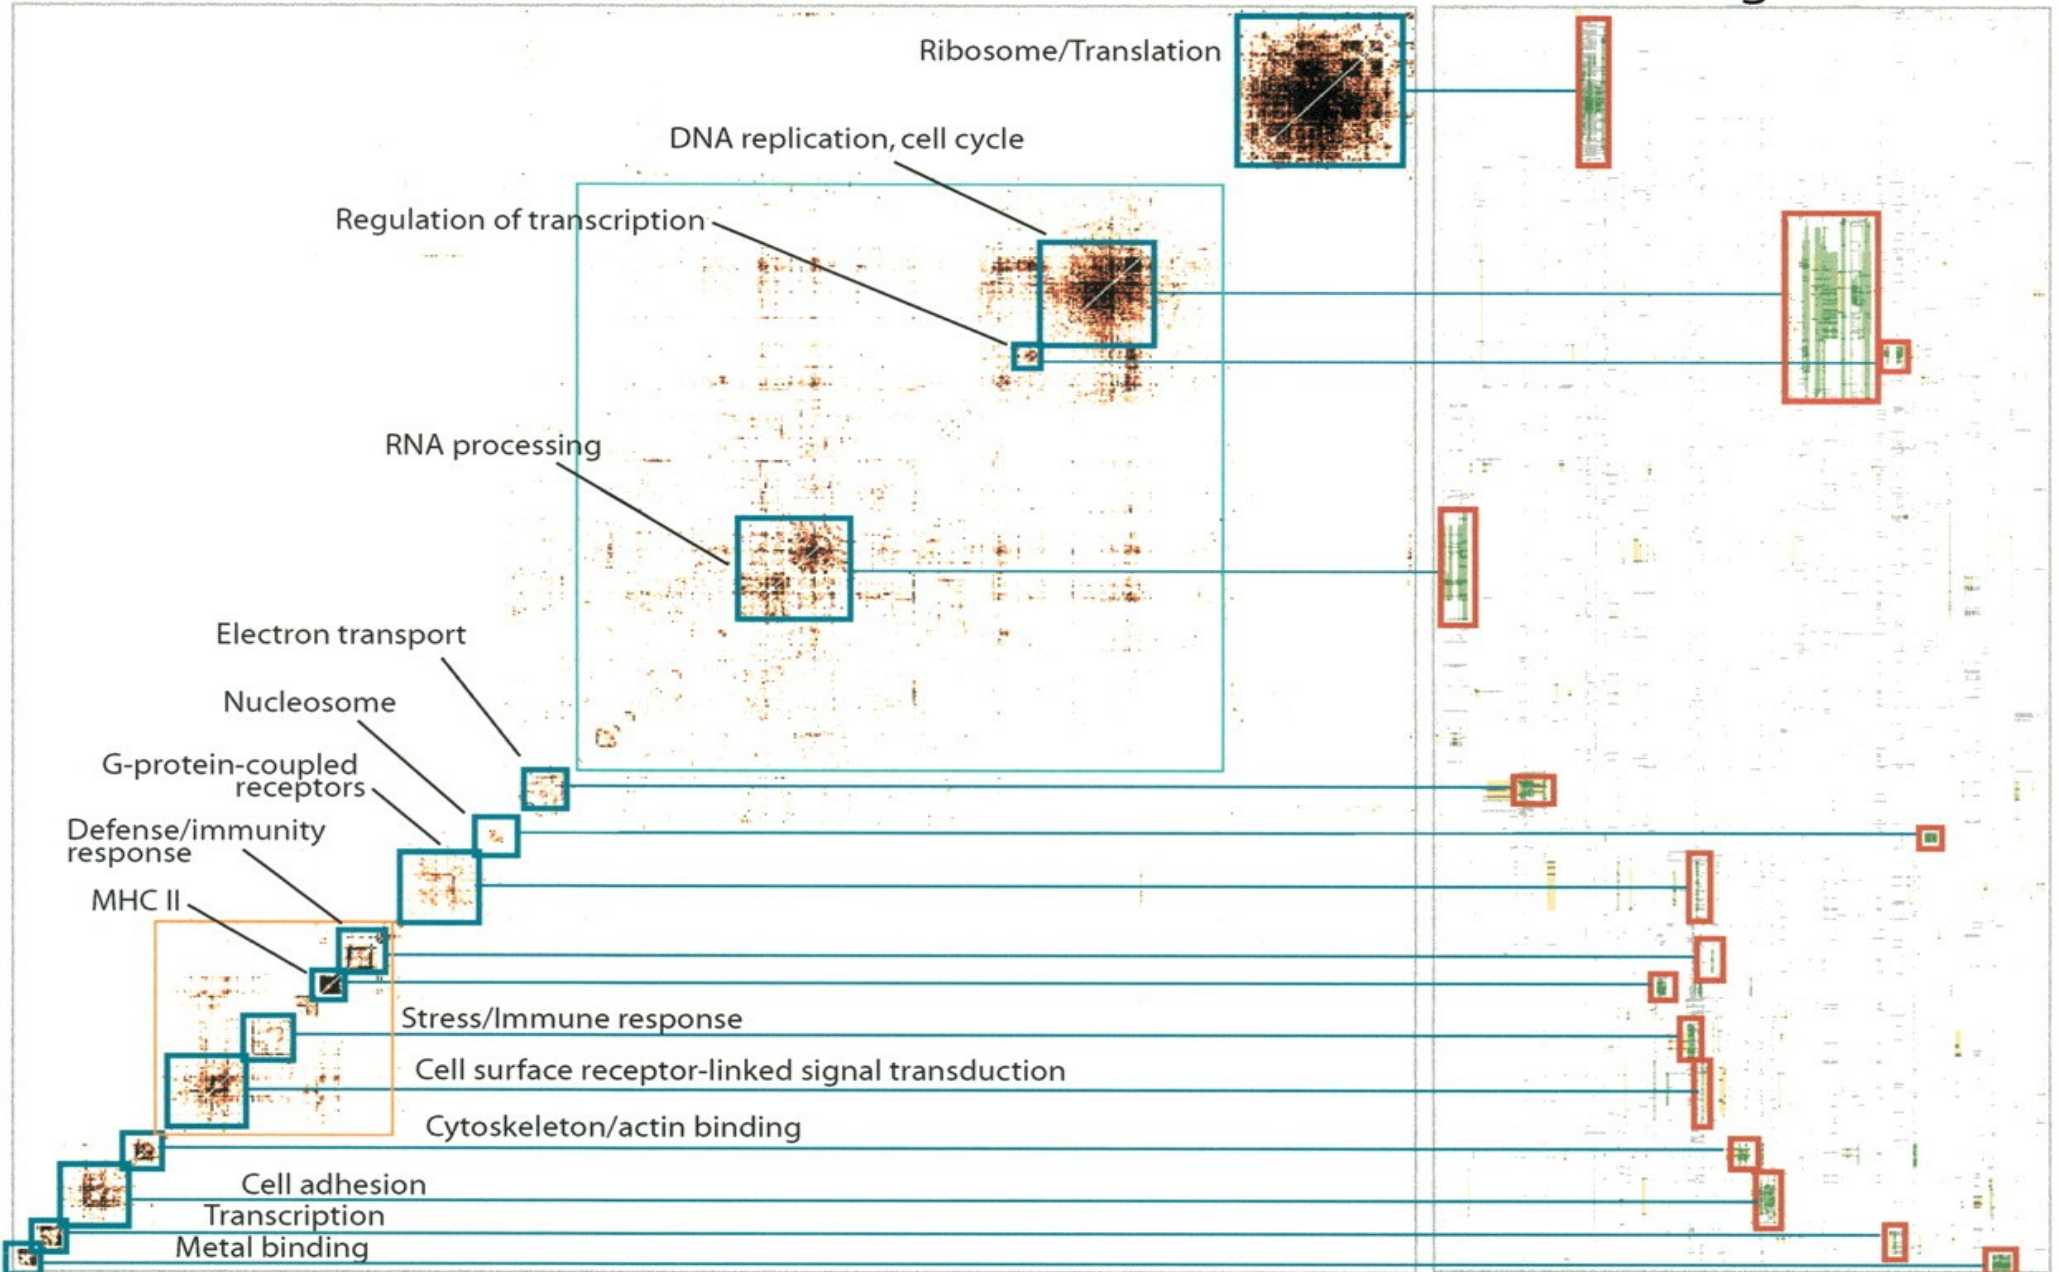 Ribosome/Translation
DNA replication, cell cycle
Regulation of transcription
RNA processing
Electron transport
Nucleosome
G-protein-coupled
receptors
Defense/immunity
response
MHC II
Stress/Immune response
Cell surface receptor-linked signal transduction
Cytoskeleton/actin binding
Cell adhesion
Transcription
Metal binding